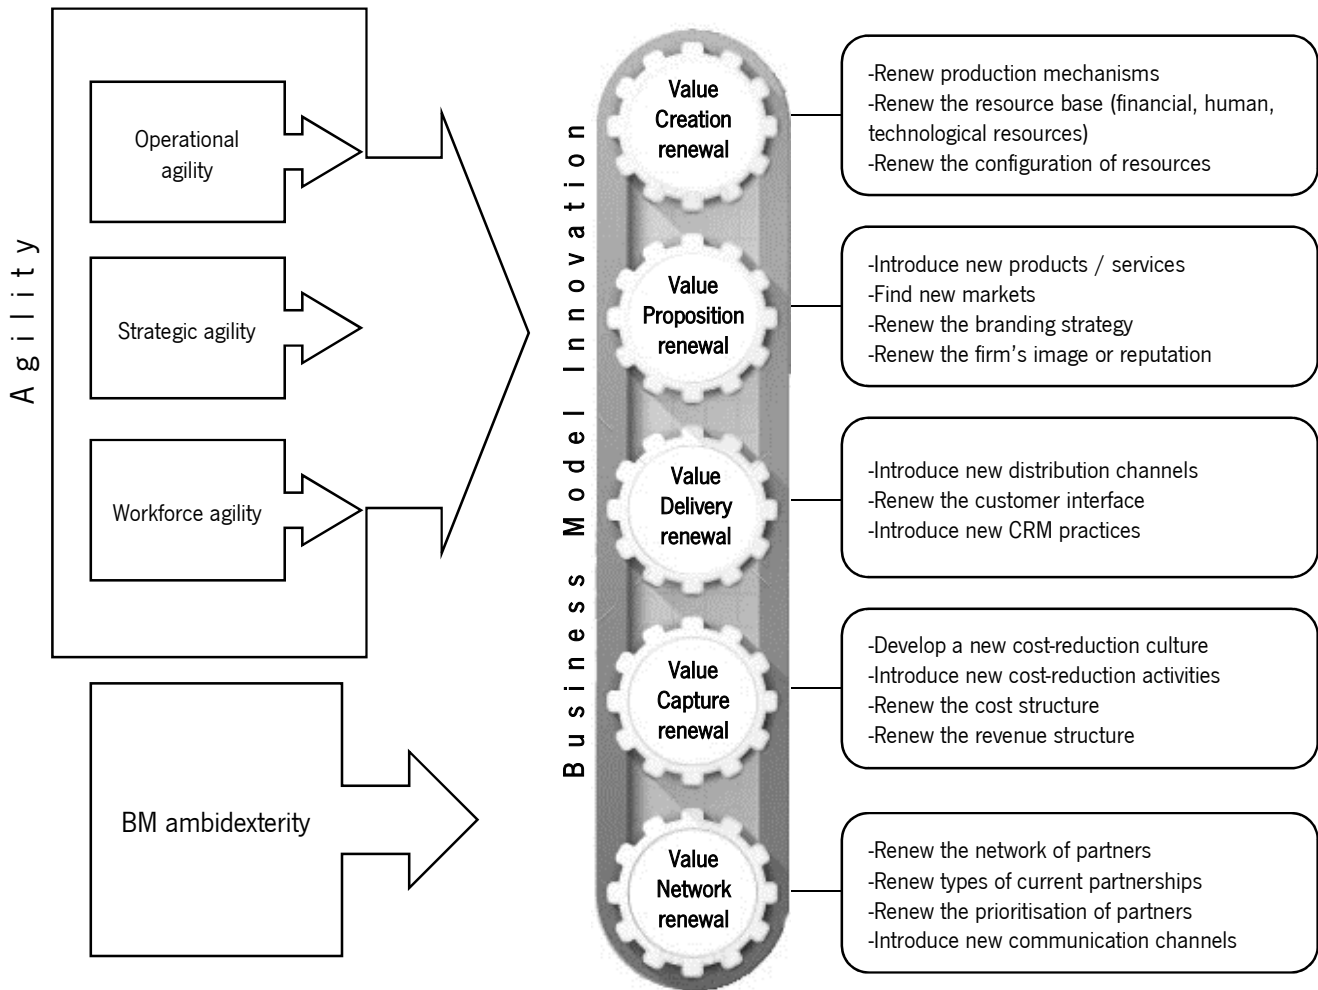 Agility
Operational
agility
Strategic agility
Workforce agility
BM ambidexterity
Business Model Innovation
Value
Creation
renewal
-Renew production mechanisms
-Renew the resource base (financial, human,
technological resources)
-Renew the configuration of resources
Value
Proposition
renewal
-Introduce new products / services
-Find new markets
-Renew the branding strategy
-Renew the firm's image or reputation
Value
Delivery
renewal
-Introduce new distribution channels
-Renew the customer interface
-Introduce new CRM practices
Value
Capture
renewal
-Develop a new cost-reduction culture
-Introduce new cost-reduction activities
-Renew the cost structure
-Renew the revenue structure
Value
Network
renewal
-Renew the network of partners
-Renew types of current partnerships
-Renew the prioritisation of partners
-Introduce new communication channels